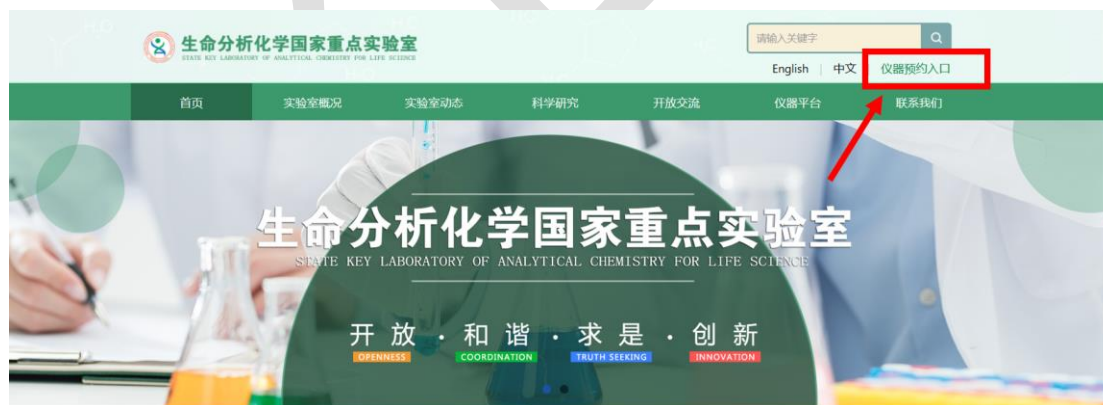 生命分析化学国家重点实验室
STATE KEY LABORATORY OF ANALYTICAL CHEMISTRY FOR LIFE SCIENCE
请输入关键字
English | 中文 仪器预约入口
首页 实验室概况 实验室动态 科学研究 开放交流 仪器平台 联系我们
生命分析化学国家重点实验室
STATE KEY LABORATORY OF ANALYTICAL CHEMISTRY FOR LIFE SCIENCE
开放·和谐·求是·创新
OPENNESS COORDINATION TRUTH SEEKING INNOVATION